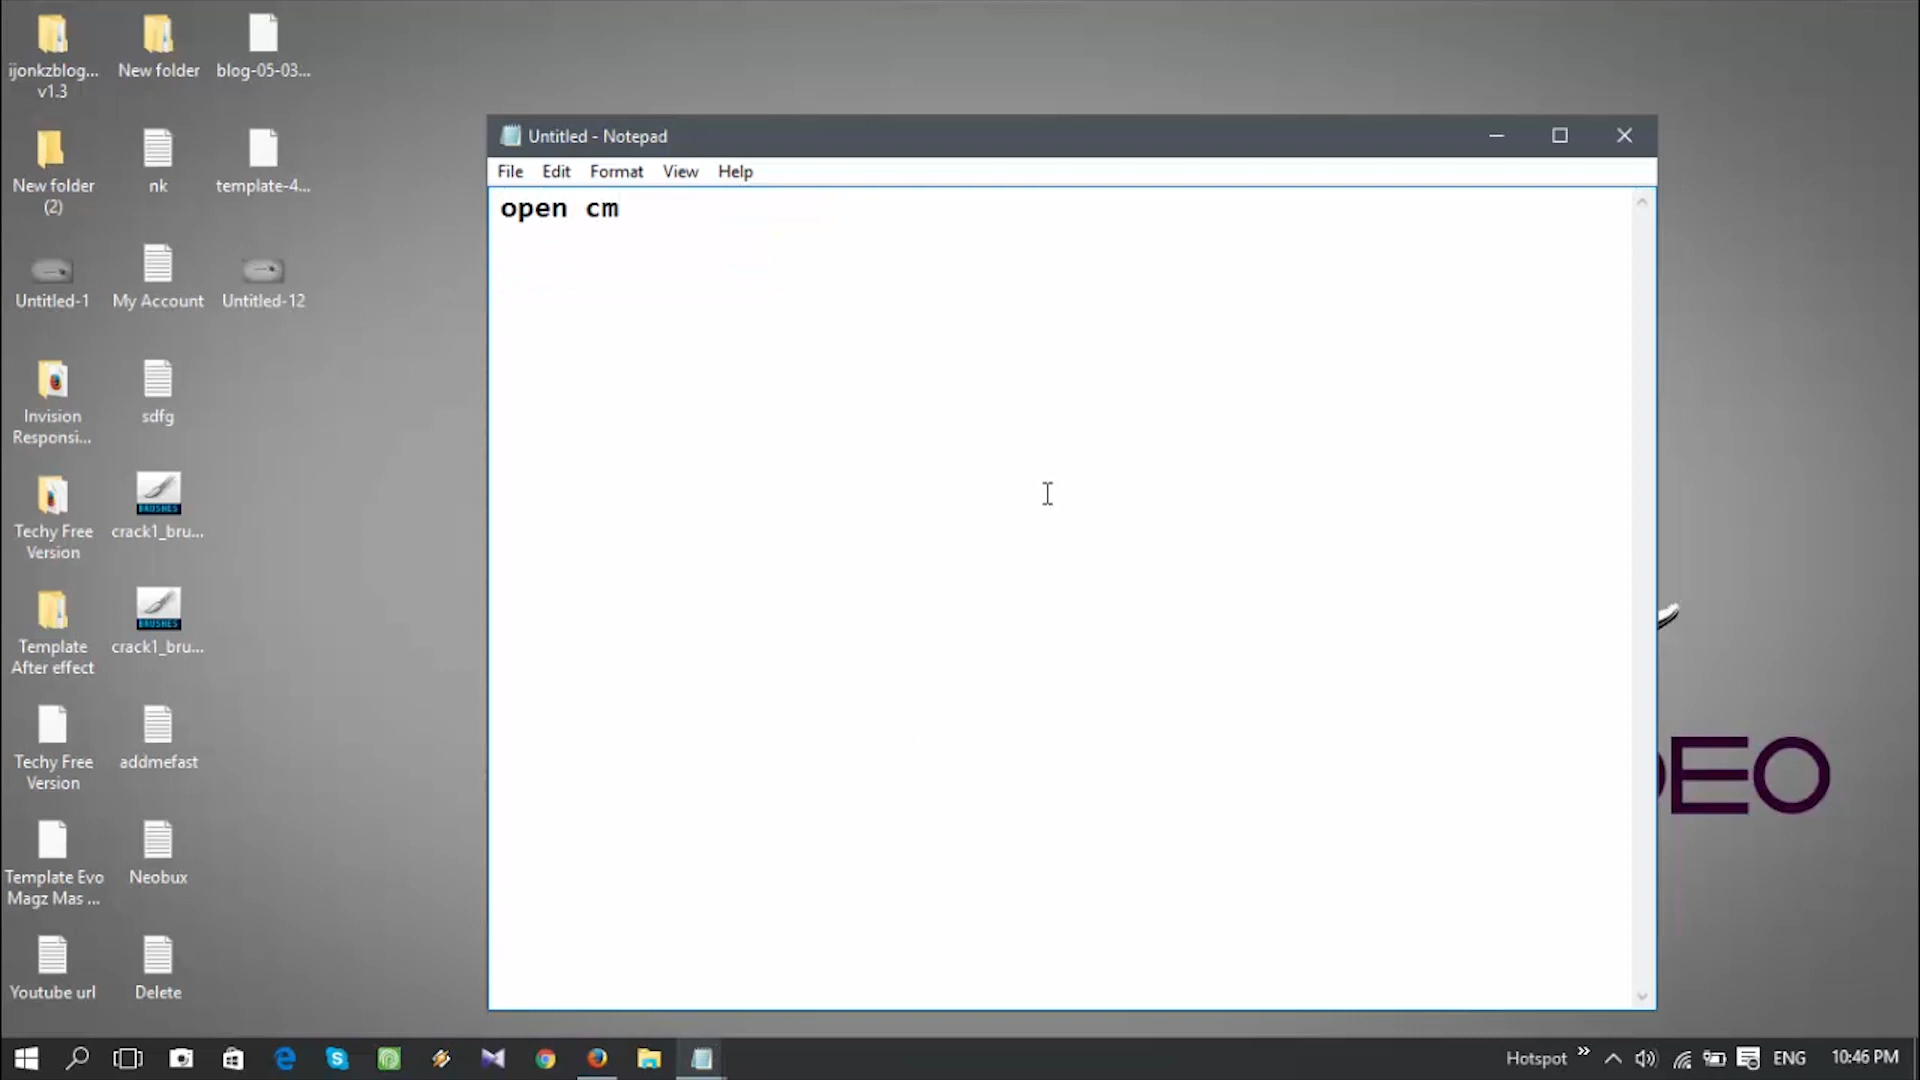 ijonkzblog...
v1.3
New folder
blog-05-03...
New folder
(2)
nk
template-4...
Untitled-1
My Account
Untitled-12
Invision
Responsi...
sdfg
Techy Free
Version
BRUSHES
crack1_bru...
Template
After effect
BRUSHES
crack1_bru...
Techy Free
Version
addmefast
Template Evo
Magz Mas ...
Neobux
Youtube url
Delete
Untitled - Notepad
File Edit Format View Help
open cm
DEO
Hotspot
ENG
10:46 PM